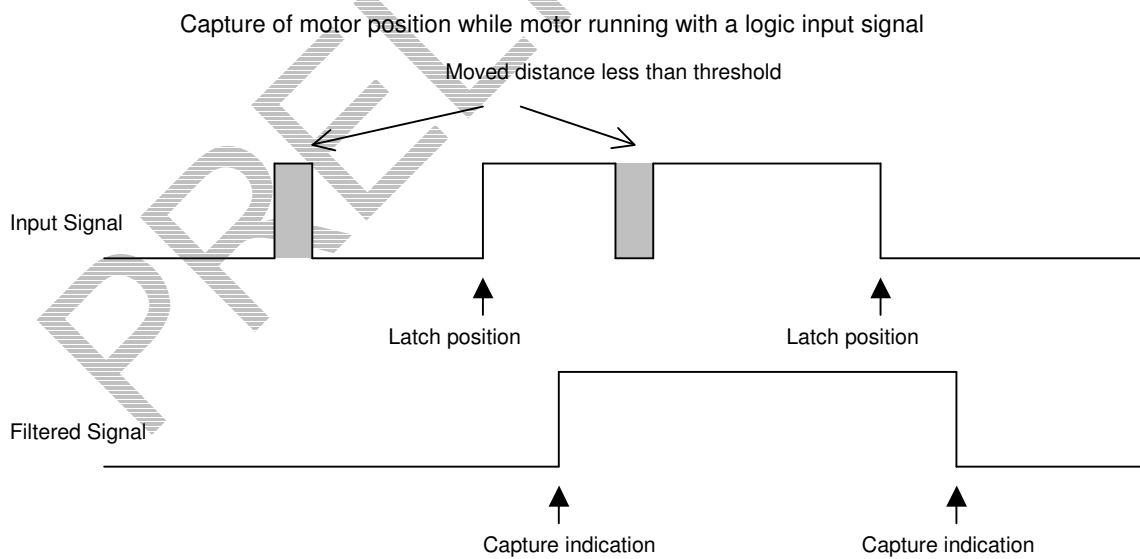 Capture of motor position while motor running with a logic input signal
Moved distance less than threshold
Input Signal
Latch position
Latch position
Filtered Signal
Capture indication
Capture indication
PREL